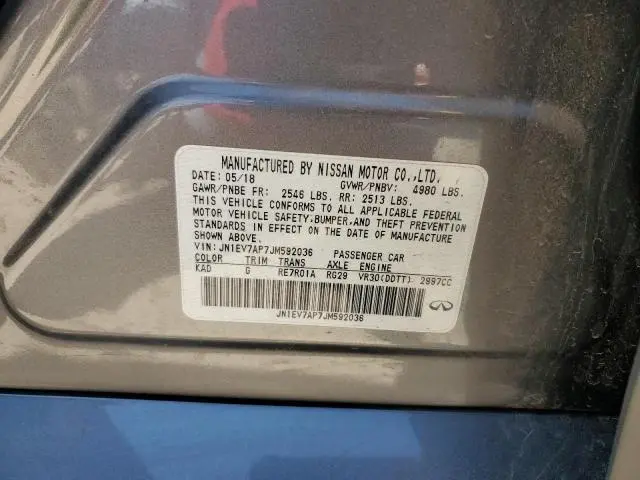 MANUFACTURED BY NISSAN MOTOR CO.,LTD.
DATE: 05/18 GVWR/PNBV: 4980 LBS.
GAWR/PNBE FR: 2546 LBS. RR: 2513 LBS.
THIS VEHICLE CONFORMS TO ALL APPLICABLE FEDERAL
MOTOR VEHICLE SAFETY,BUMPER,AND THEFT PREVENTION
STANDARDS IN EFFECT ON THE DATE OF MANUFACTURE
SHOWN ABOVE.
VIN: JN1EV7AP7JM592036 PASSENGER CAR
COLOR TRIM TRANS AXLE ENGINE
KAD G RE7R01A RG29 VR30(DDTT) 2997CC
JN1EV7AP7JM592036